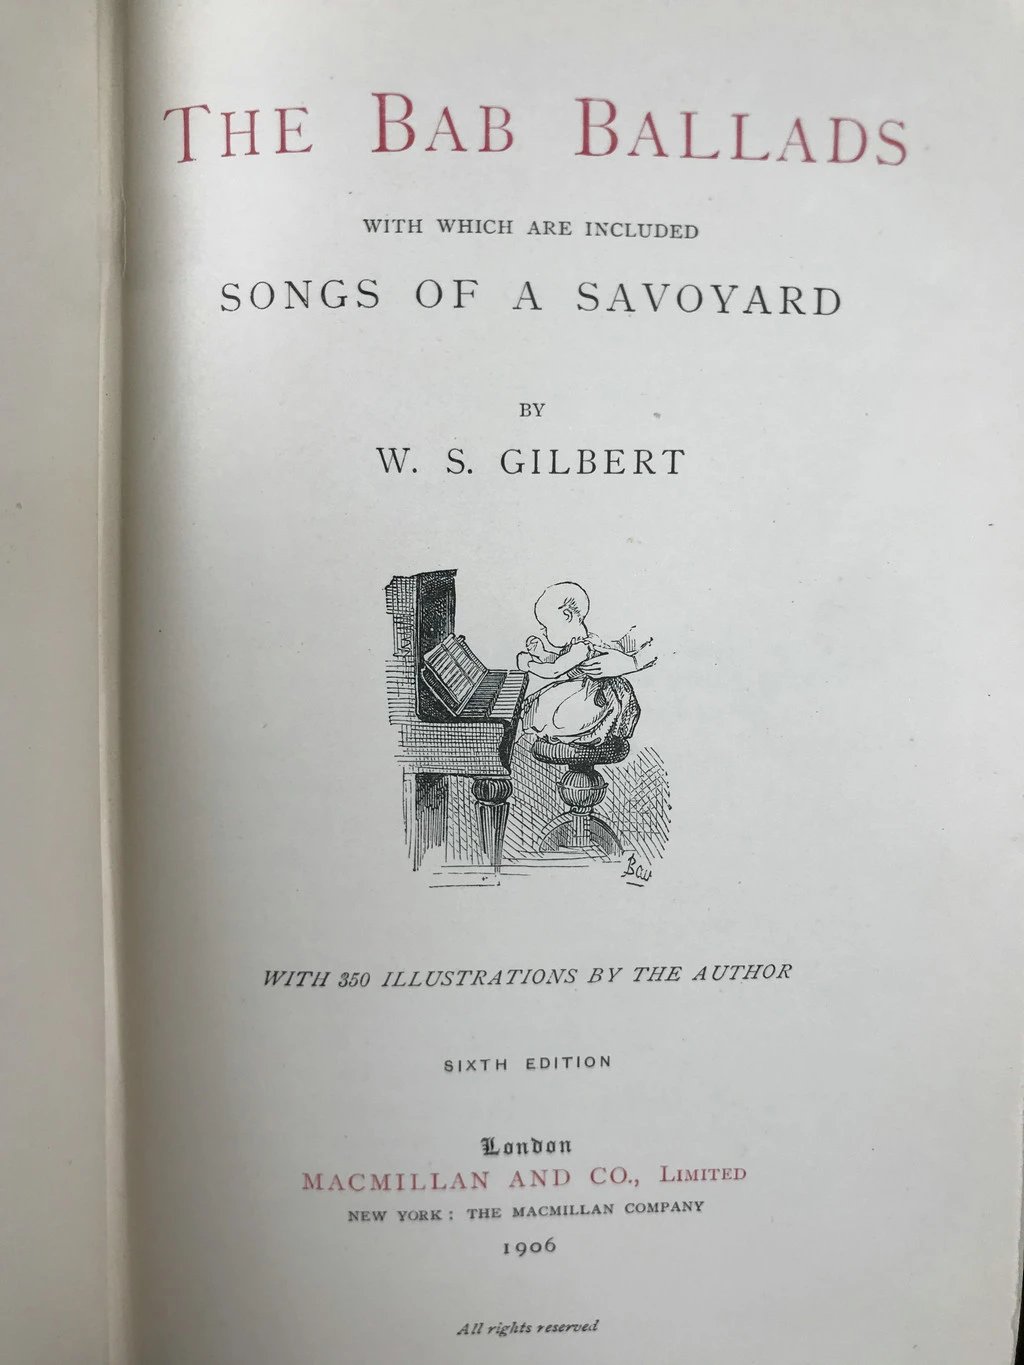 THE BAB BALLADS
WITH WHICH ARE INCLUDED
SONGS OF A SAVOYARD
BY
W. S. GILBERT
Bab
WITH 350 ILLUSTRATIONS BY THE AUTHOR
SIXTH EDITION
London
MACMILLAN AND CO., LIMITED
NEW YORK: THE MACMILLAN COMPANY
1906
All rights reserved